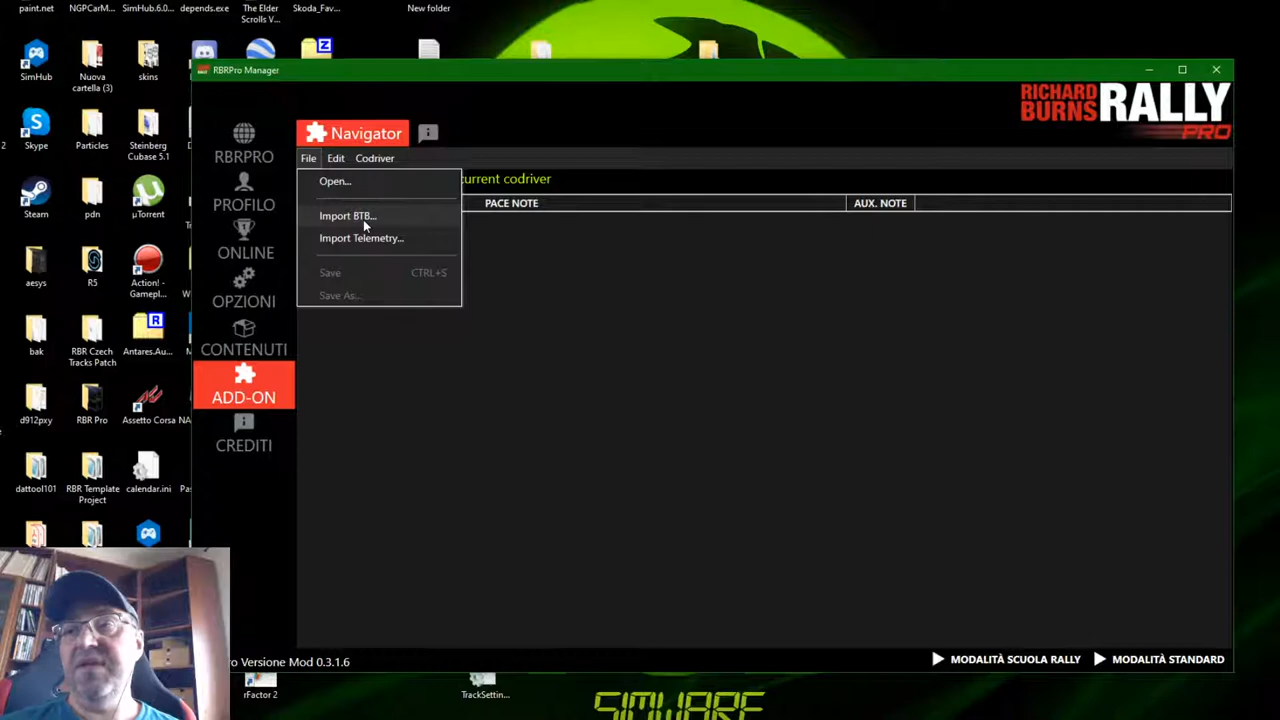 paint.net
NGPCarM...
SimHub.6.0...
depends.exe
The Elder
Scrolls V...
Skoda_Fav...
New folder
SimHub
Nuova
cartella (3)
skins
RBRPro Manager
RICHARD
BURNS RALLY
PRO
2
Skype
Particles
Steinberg
Cubase 5.1
RBRPRO
Navigator
File
Edit
Codriver
Open...
current codriver
PACE NOTE
AUX. NOTE
Import BTB...
Import Telemetry...
Save
CTRL+S
Save As...
Steam
pdn
µTorrent
PROFILO
ONLINE
aesys
R5
Action! -
Gamepl...
OPZIONI
bak
RBR Czech
Tracks Patch
Antares.Au...
CONTENUTI
d912pxy
RBR Pro
Assetto Corsa
NA
ADD-ON
CREDITI
dattool101
RBR Template
Project
calendar.ini
Pas
o Versione Mod 0.3.1.6
MODALITÀ SCUOLA RALLY
MODALITÀ STANDARD
rFactor 2
TrackSettin...
SIMWARE